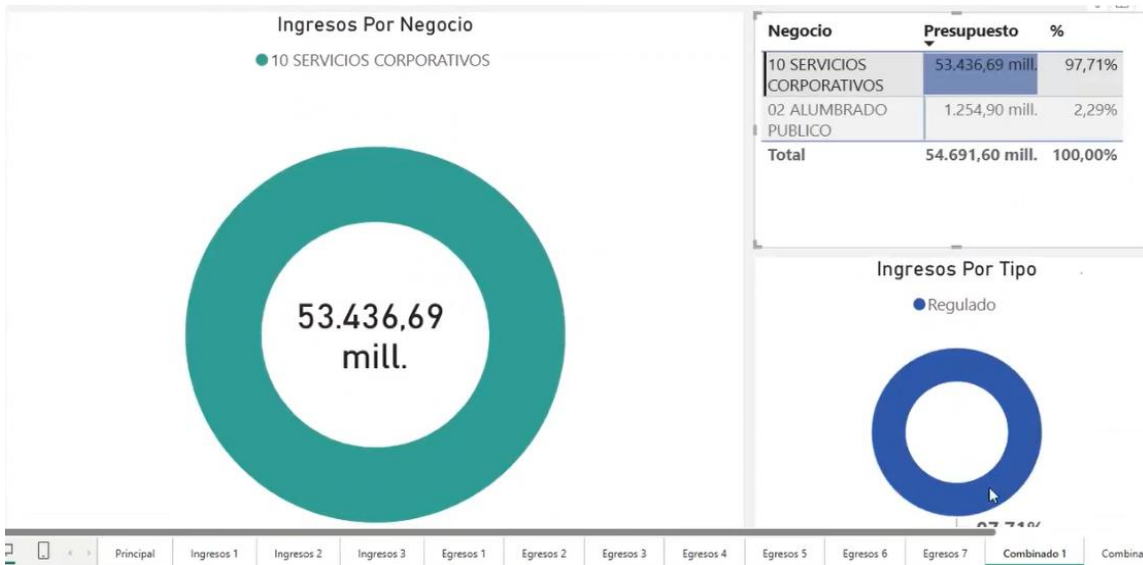 Ingresos Por Negocio
10 SERVICIOS CORPORATIVOS
53.436,69
mill.
Negocio Presupuesto %
10 SERVICIOS 53.436,69 mill. 97,71%
CORPORATIVOS
02 ALUMBRADO 1.254,90 mill. 2,29%
PUBLICO
Total 54.691,60 mill. 100,00%
Ingresos Por Tipo
Regulado
97,71%
Principal Ingresos 1 Ingresos 2 Ingresos 3 Egresos 1 Egresos 2 Egresos 3 Egresos 4 Egresos 5 Egresos 6 Egresos 7 Combinado 1 Combina